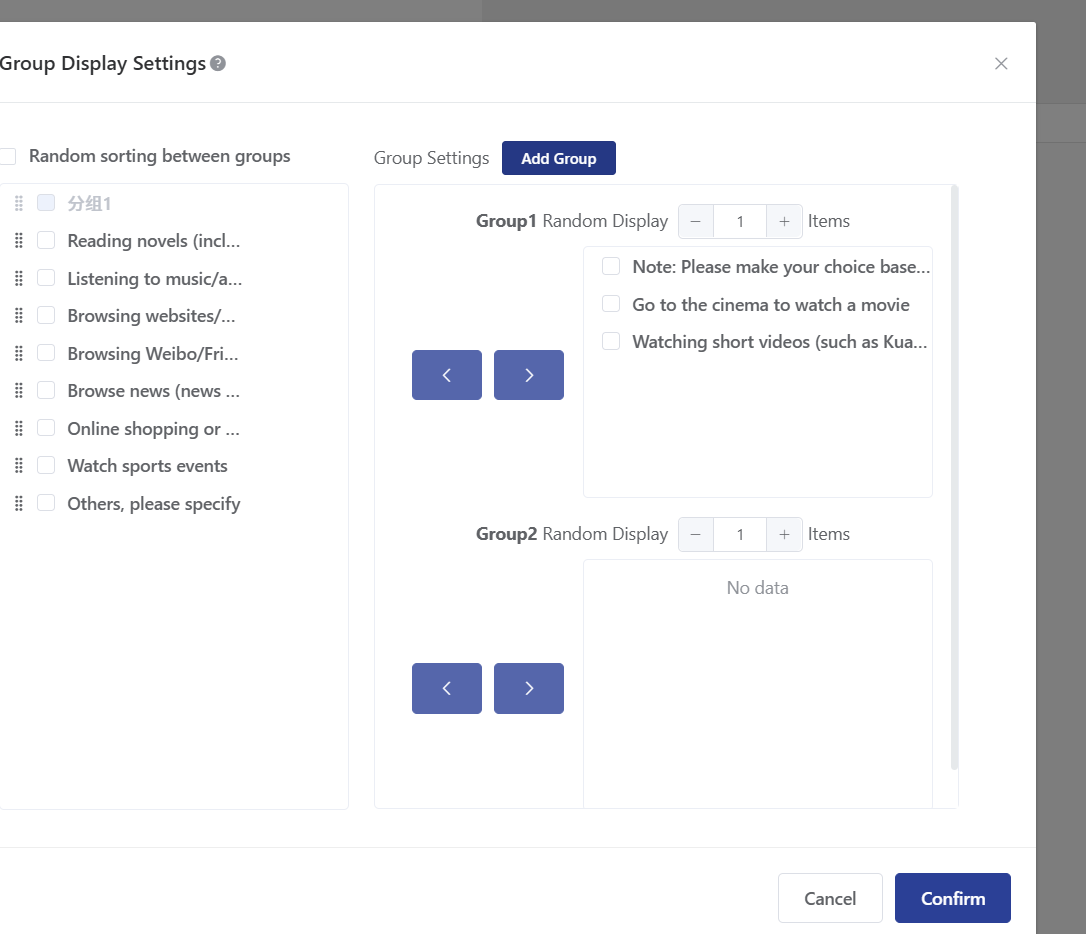 Group Display Settings ?
Random sorting between groups
分组1
Reading novels (incl...
Listening to music/a...
Browsing websites/...
Browsing Weibo/Fri...
Browse news (news ...
Online shopping or ...
Watch sports events
Others, please specify
Group Settings Add Group
Group1 Random Display − 1 + Items
Note: Please make your choice base...
Go to the cinema to watch a movie
Watching short videos (such as Kua...
Group2 Random Display − 1 + Items
No data
Cancel Confirm